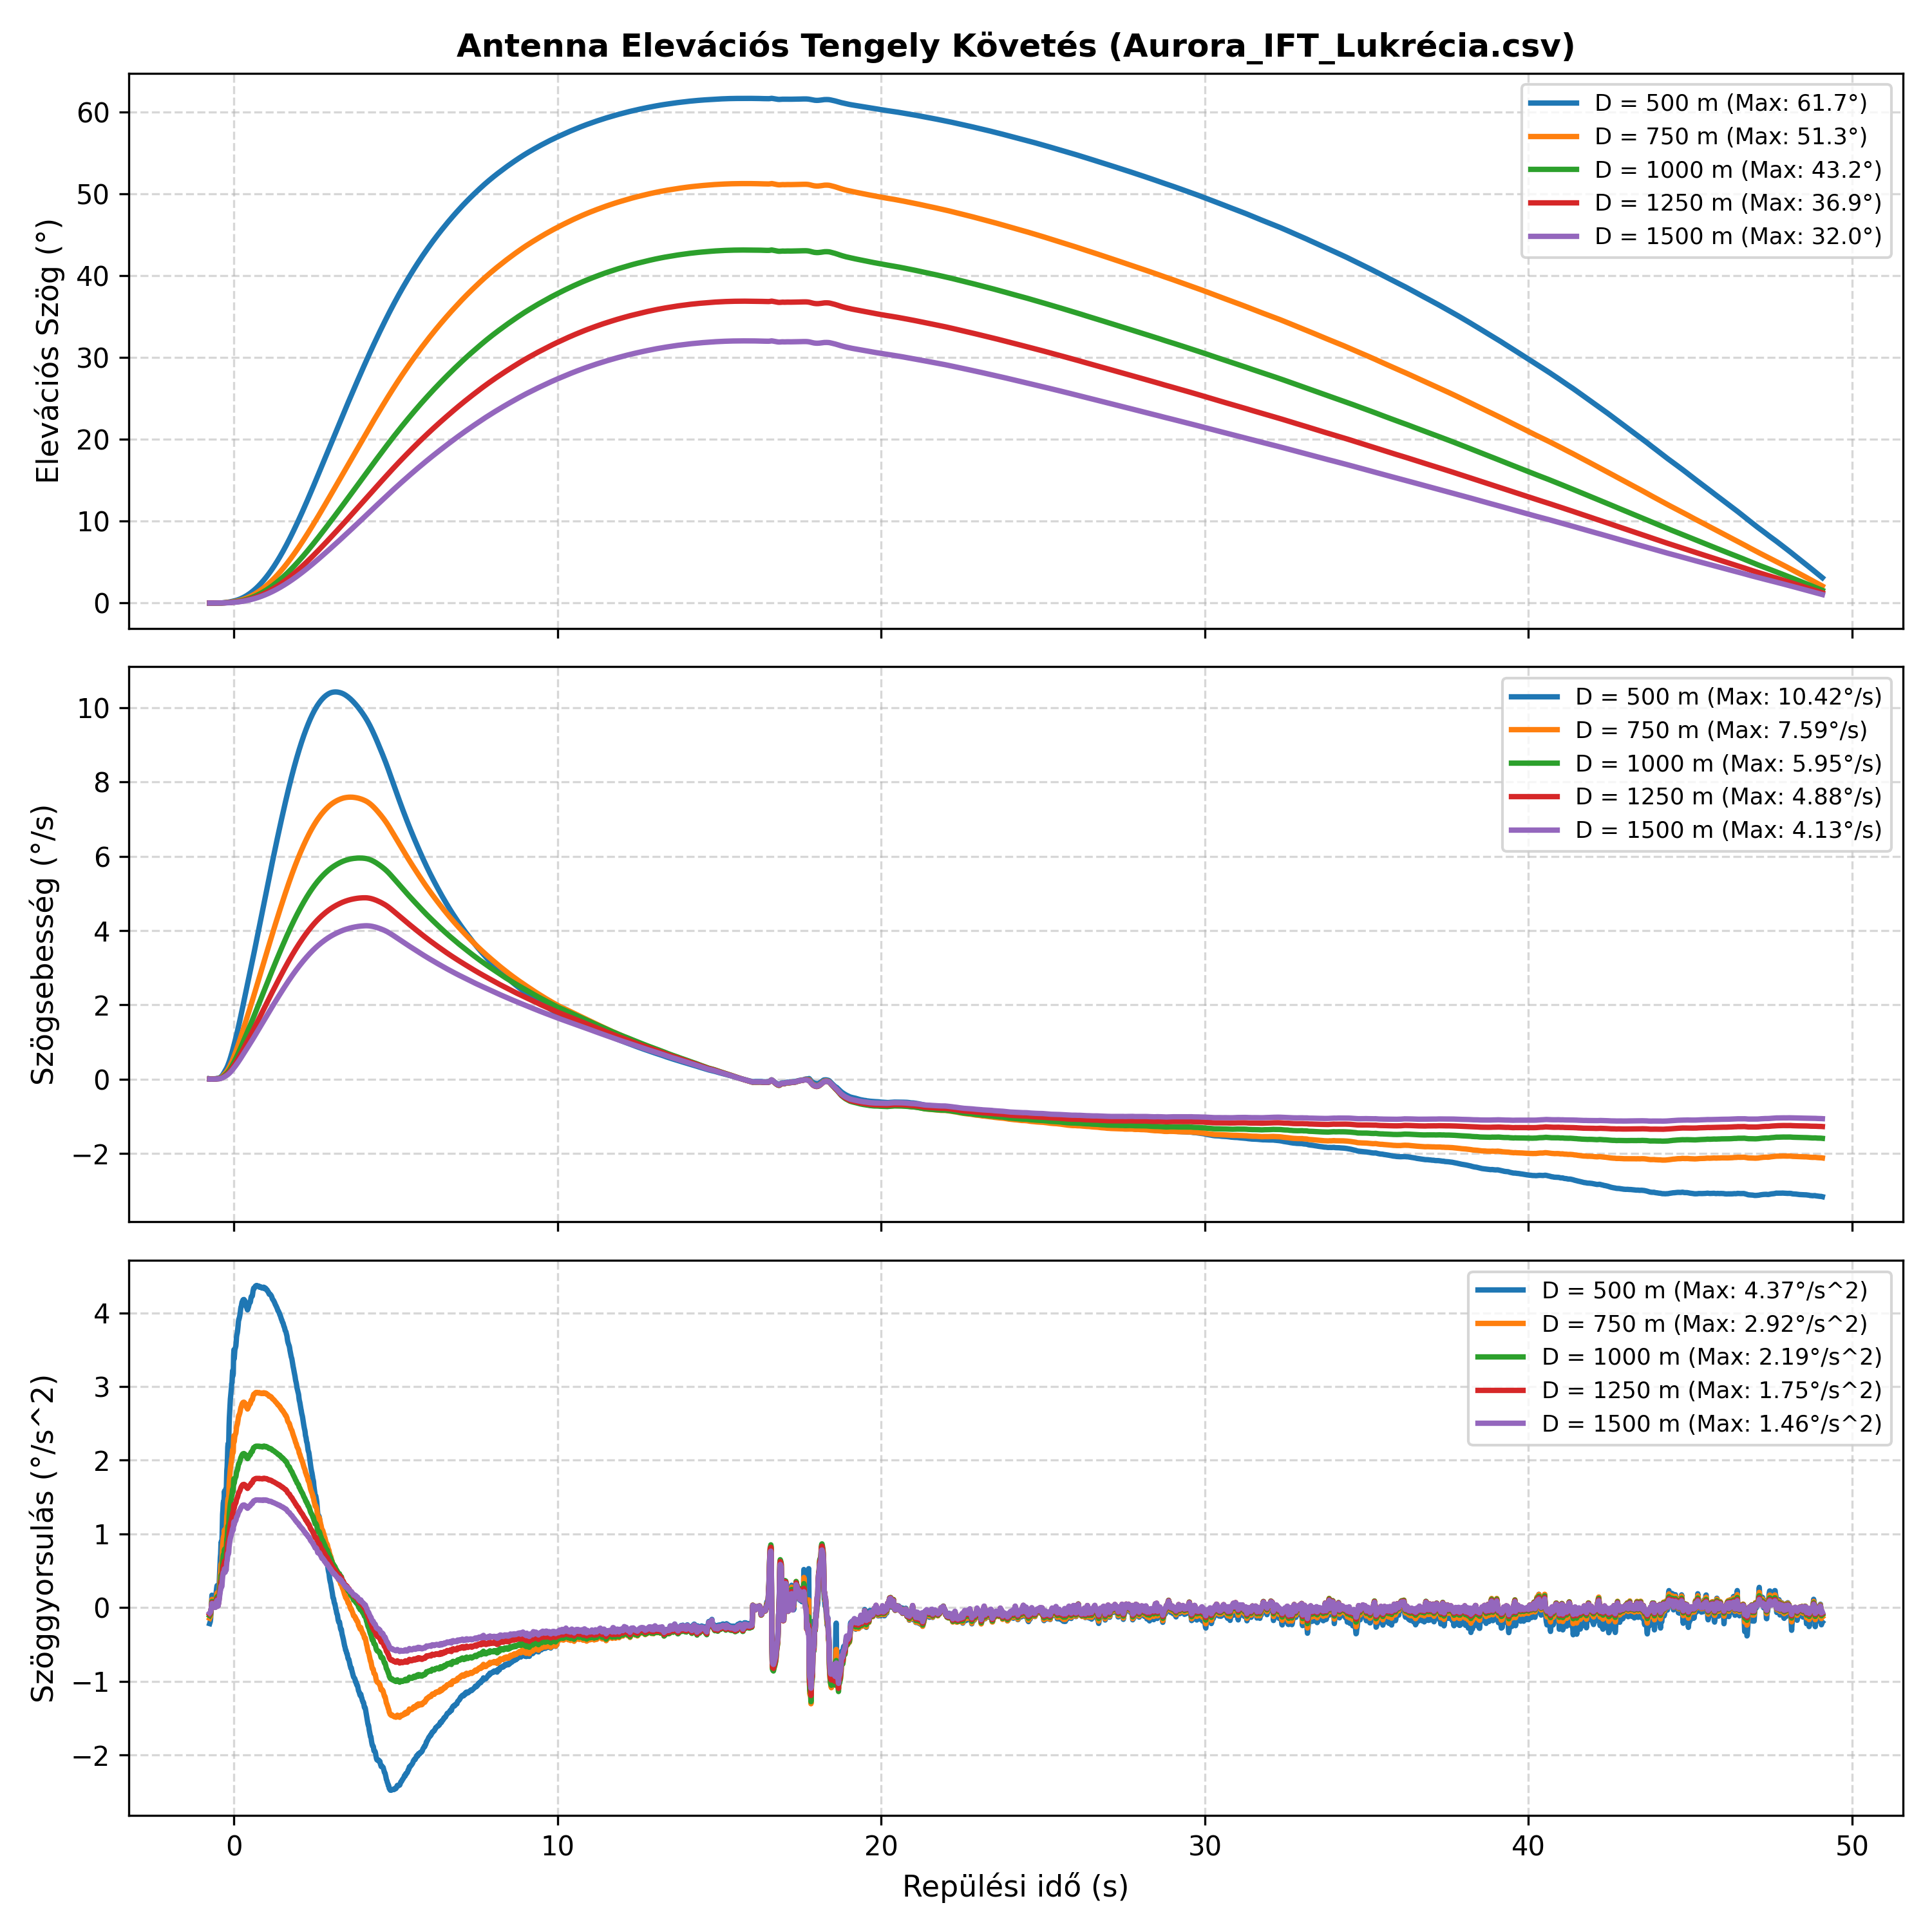 Antenna Elevációs Tengely Követés (Aurora_IFT_Lukrécia.csv)
Elevációs Szög (°)
60
50
40
30
20
10
0
D = 500 m (Max: 61.7°)
D = 750 m (Max: 51.3°)
D = 1000 m (Max: 43.2°)
D = 1250 m (Max: 36.9°)
D = 1500 m (Max: 32.0°)
Szögsebesség (°/s)
10
8
6
4
2
0
−2
D = 500 m (Max: 10.42°/s)
D = 750 m (Max: 7.59°/s)
D = 1000 m (Max: 5.95°/s)
D = 1250 m (Max: 4.88°/s)
D = 1500 m (Max: 4.13°/s)
Szöggyorsulás (°/s^2)
4
3
2
1
0
−1
−2
D = 500 m (Max: 4.37°/s^2)
D = 750 m (Max: 2.92°/s^2)
D = 1000 m (Max: 2.19°/s^2)
D = 1250 m (Max: 1.75°/s^2)
D = 1500 m (Max: 1.46°/s^2)
0 10 20 30 40 50
Repülési idő (s)